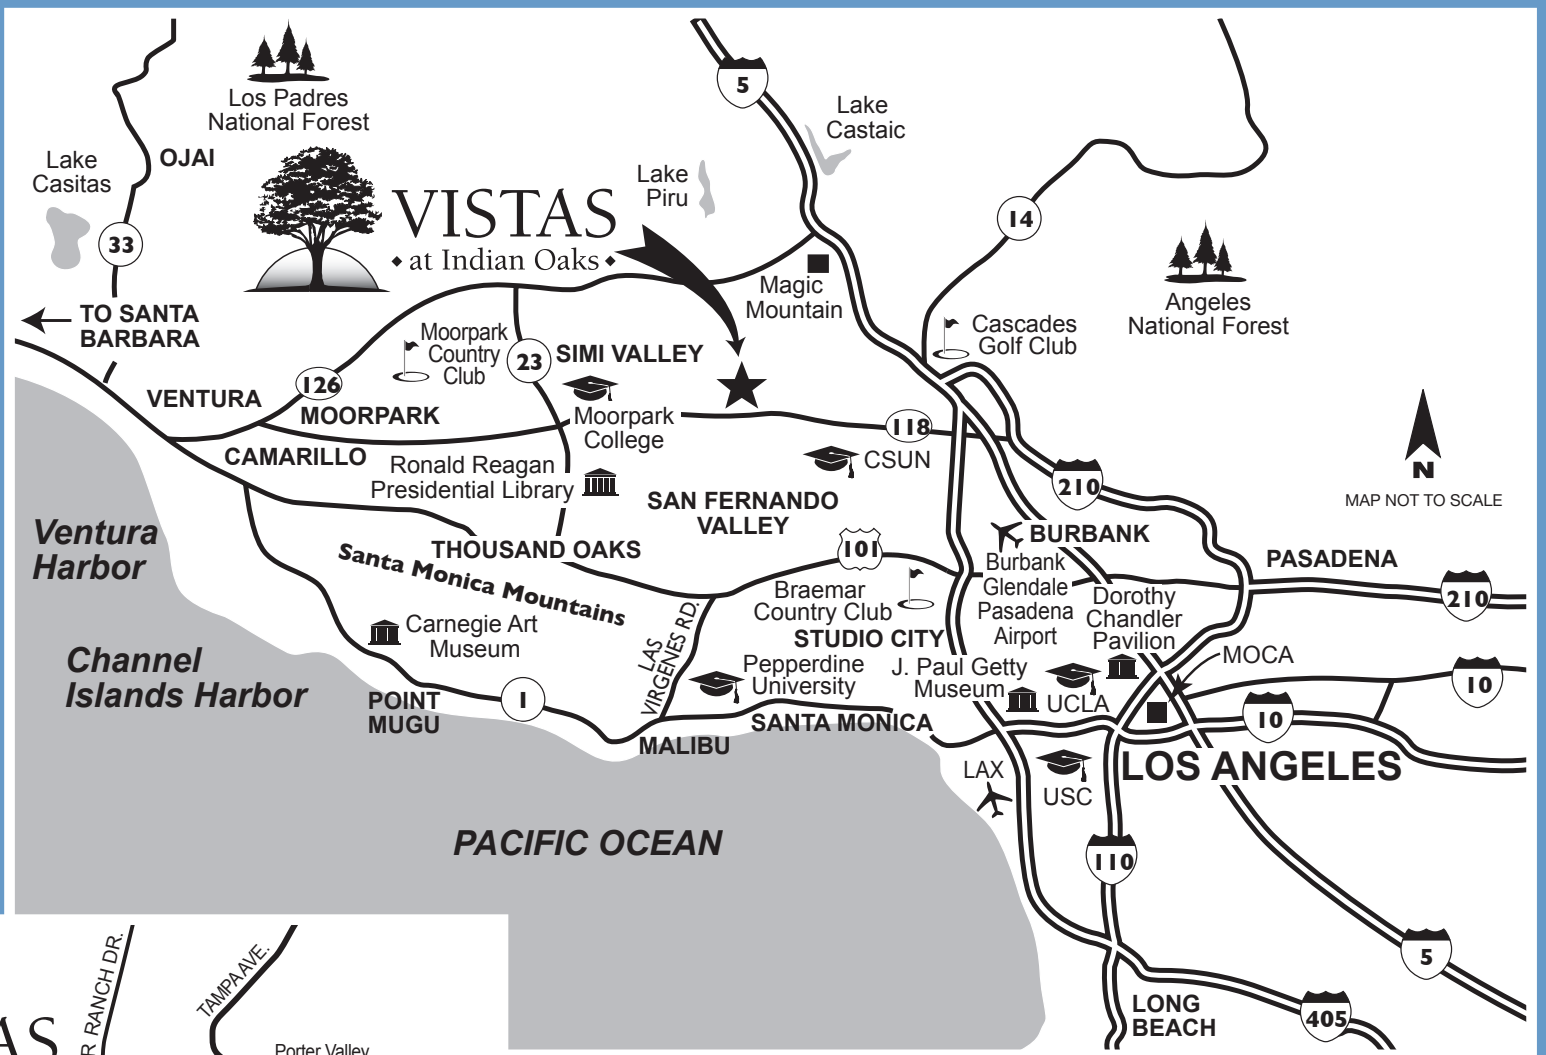 5
Los Padres
National Forest
Lake
Castaic
OJAI
Lake
Casitas
Lake
Piru
VISTAS
at Indian Oaks
33
14
Magic
Mountain
Angeles
National Forest
TO SANTA
BARBARA
Moorpark
Country
Club
23
SIMI VALLEY
Cascades
Golf Club
126
VENTURA
MOORPARK
Moorpark
College
118
CAMARILLO
Ronald Reagan
Presidential Library
CSUN
210
N
MAP NOT TO SCALE
SAN FERNANDO
VALLEY
Ventura
Harbor
THOUSAND OAKS
101
BURBANK
PASADENA
Santa Monica Mountains
Burbank
Glendale
Pasadena
Airport
Braemar
Country Club
Dorothy
Chandler
Pavilion
210
Carnegie Art
Museum
LAS
VIRGENES RD.
STUDIO CITY
Channel
Islands Harbor
Pepperdine
University
J. Paul Getty
Museum
UCLA
MOCA
10
POINT
MUGU
1
SANTA MONICA
10
MALIBU
LAX
USC
LOS ANGELES
PACIFIC OCEAN
110
5
LONG
BEACH
405
R RANCH DR.
TAMPA AVE.
AS
Porter Valley